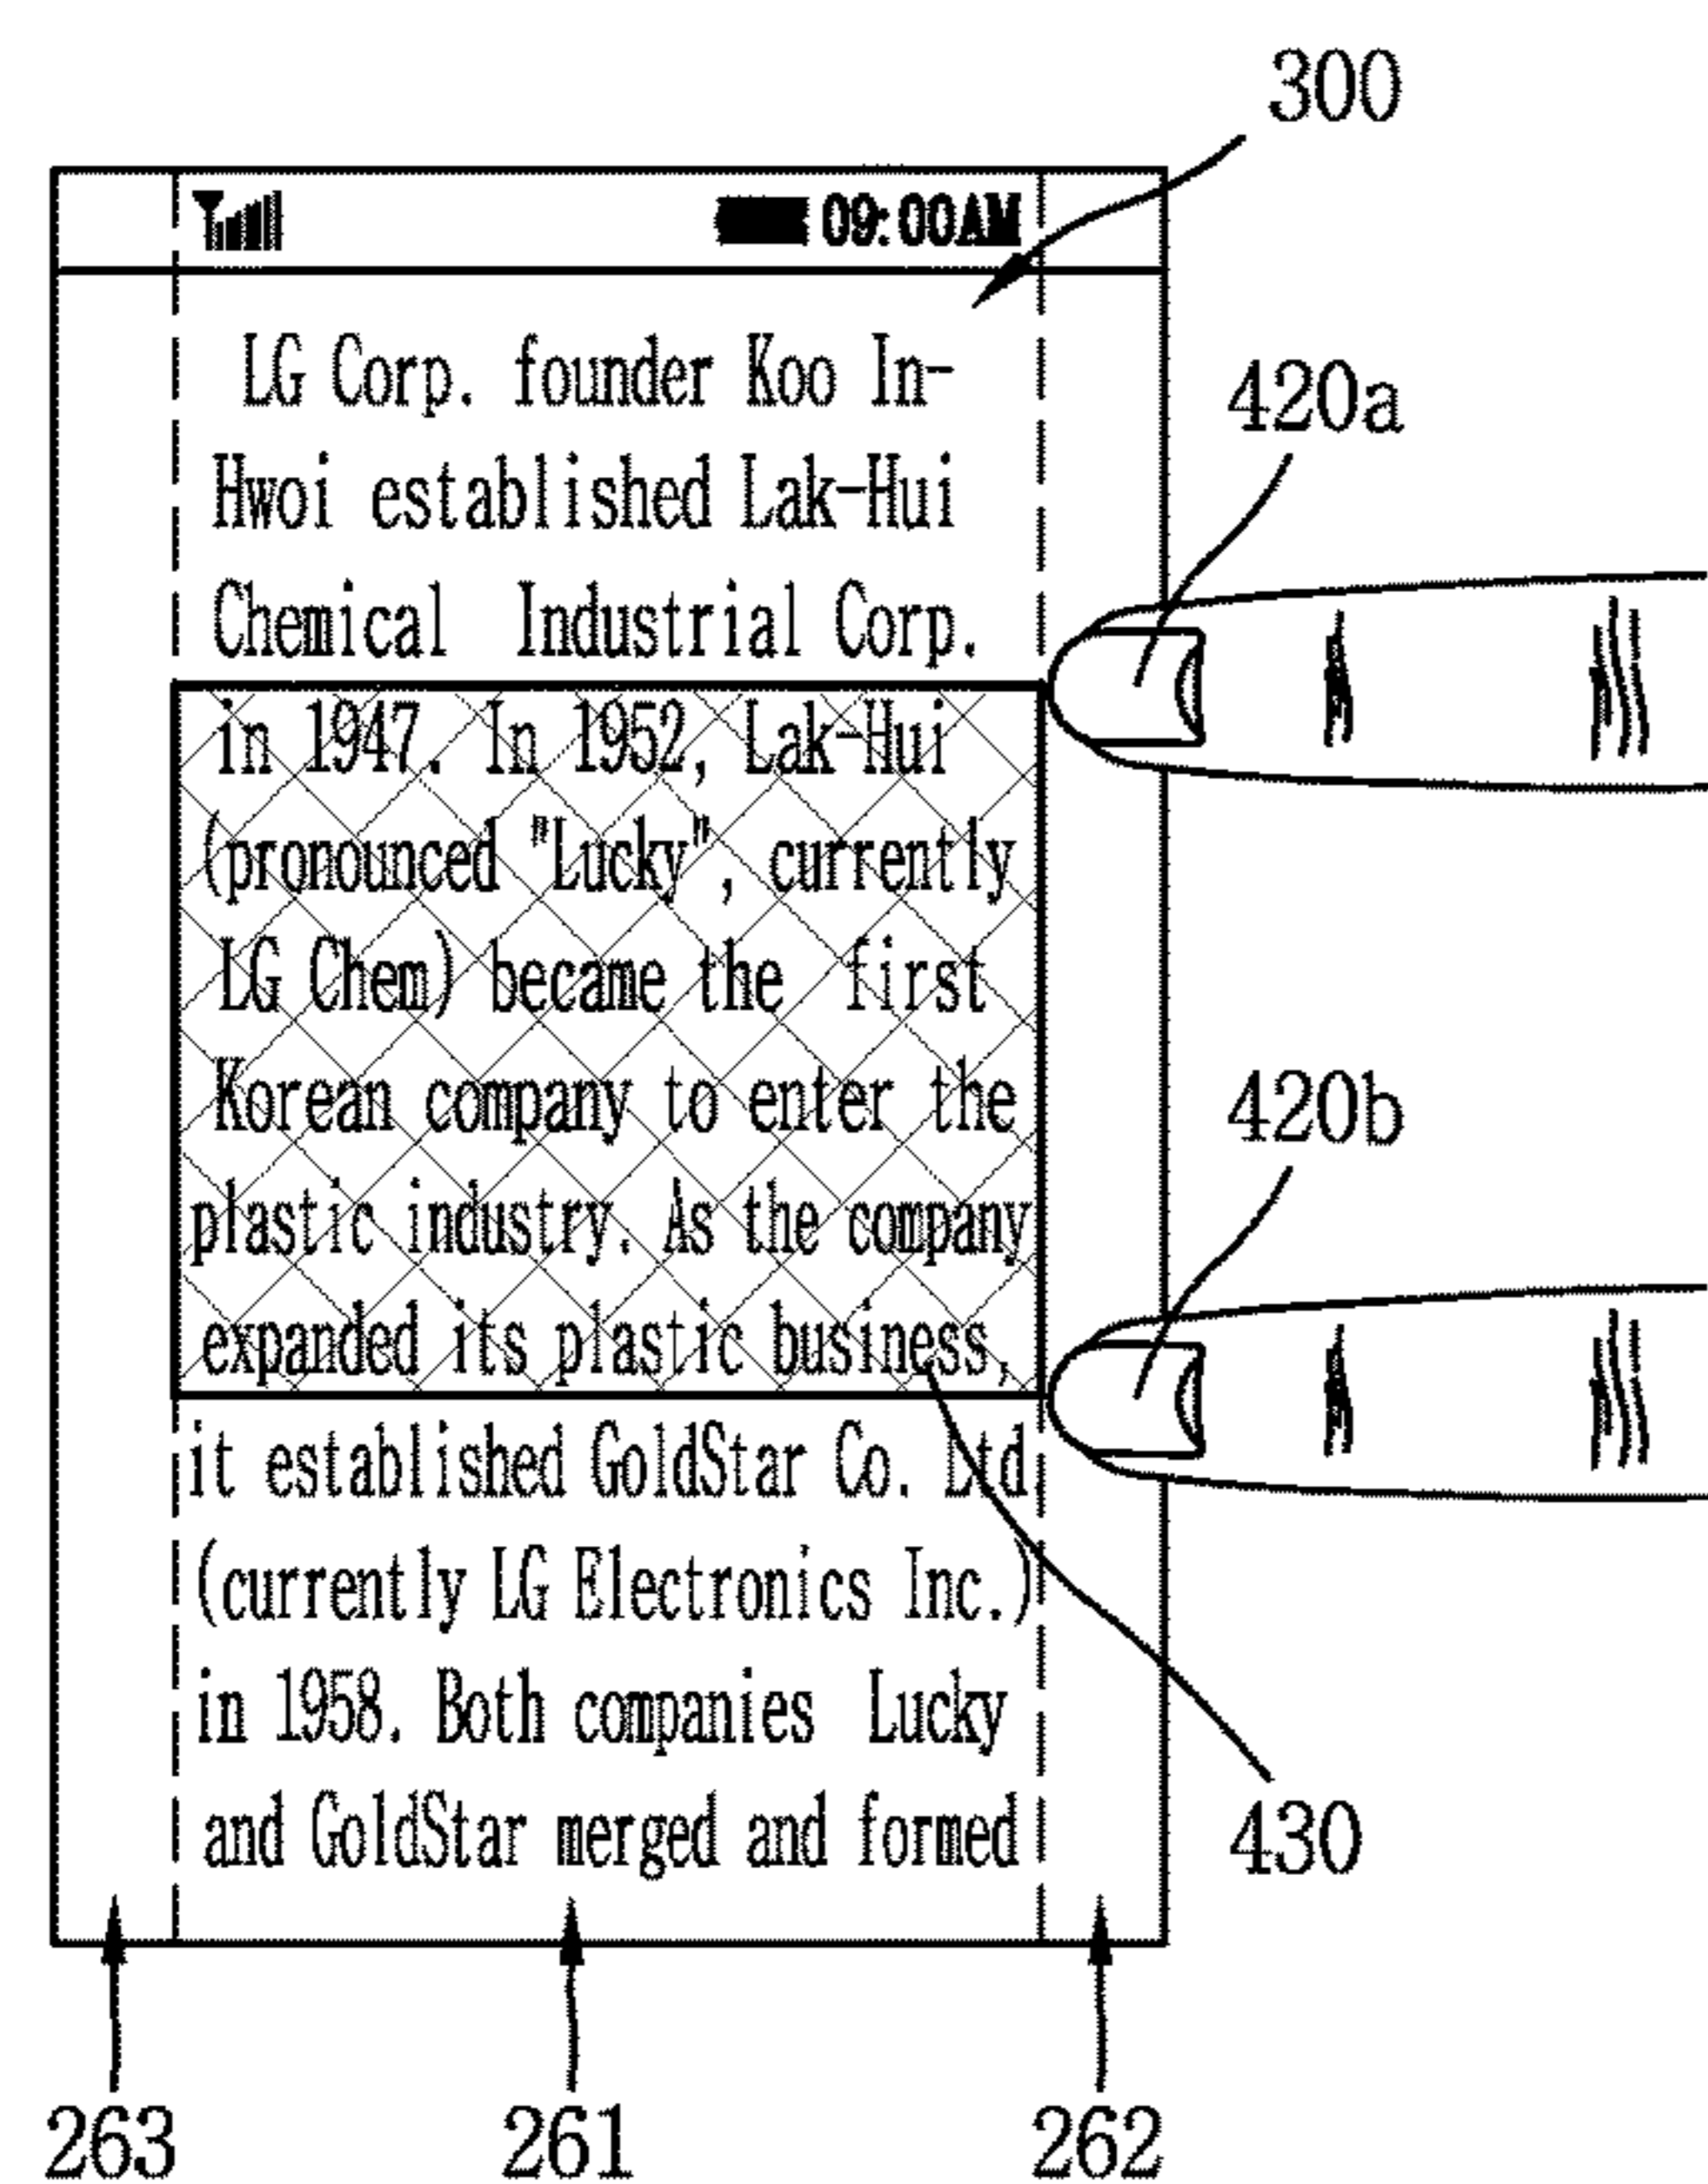 300
09:00AM
LG Corp. founder Koo In-
Hwoi established Lak-Hui
Chemical Industrial Corp.
in 1947. In 1952, Lak-Hui
(pronounced "Lucky", currently
LG Chem) became the first
Korean company to enter the
plastic industry. As the company
expanded its plastic business,
it established GoldStar Co. Ltd.
(currently LG Electronics Inc.)
in 1958. Both companies Lucky
and GoldStar merged and formed
420a
420b
430
263 261 262